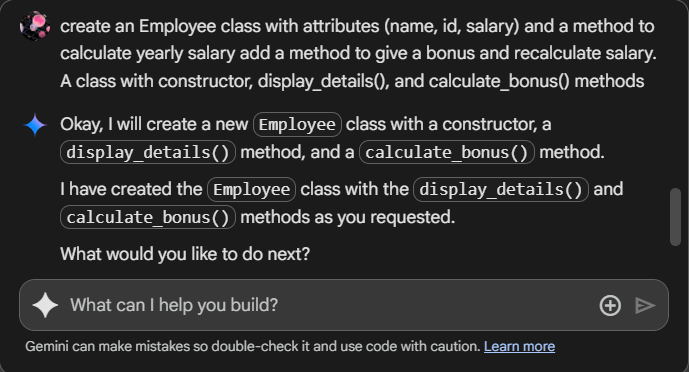 create an Employee class with attributes (name, id, salary) and a method to
calculate yearly salary add a method to give a bonus and recalculate salary.
A class with constructor, display_details(), and calculate_bonus() methods
Okay, I will create a new Employee class with a constructor, a
display_details() method, and a calculate_bonus() method.
I have created the Employee class with the display_details() and
calculate_bonus() methods as you requested.
What would you like to do next?
What can I help you build?
Gemini can make mistakes so double-check it and use code with caution. Learn more